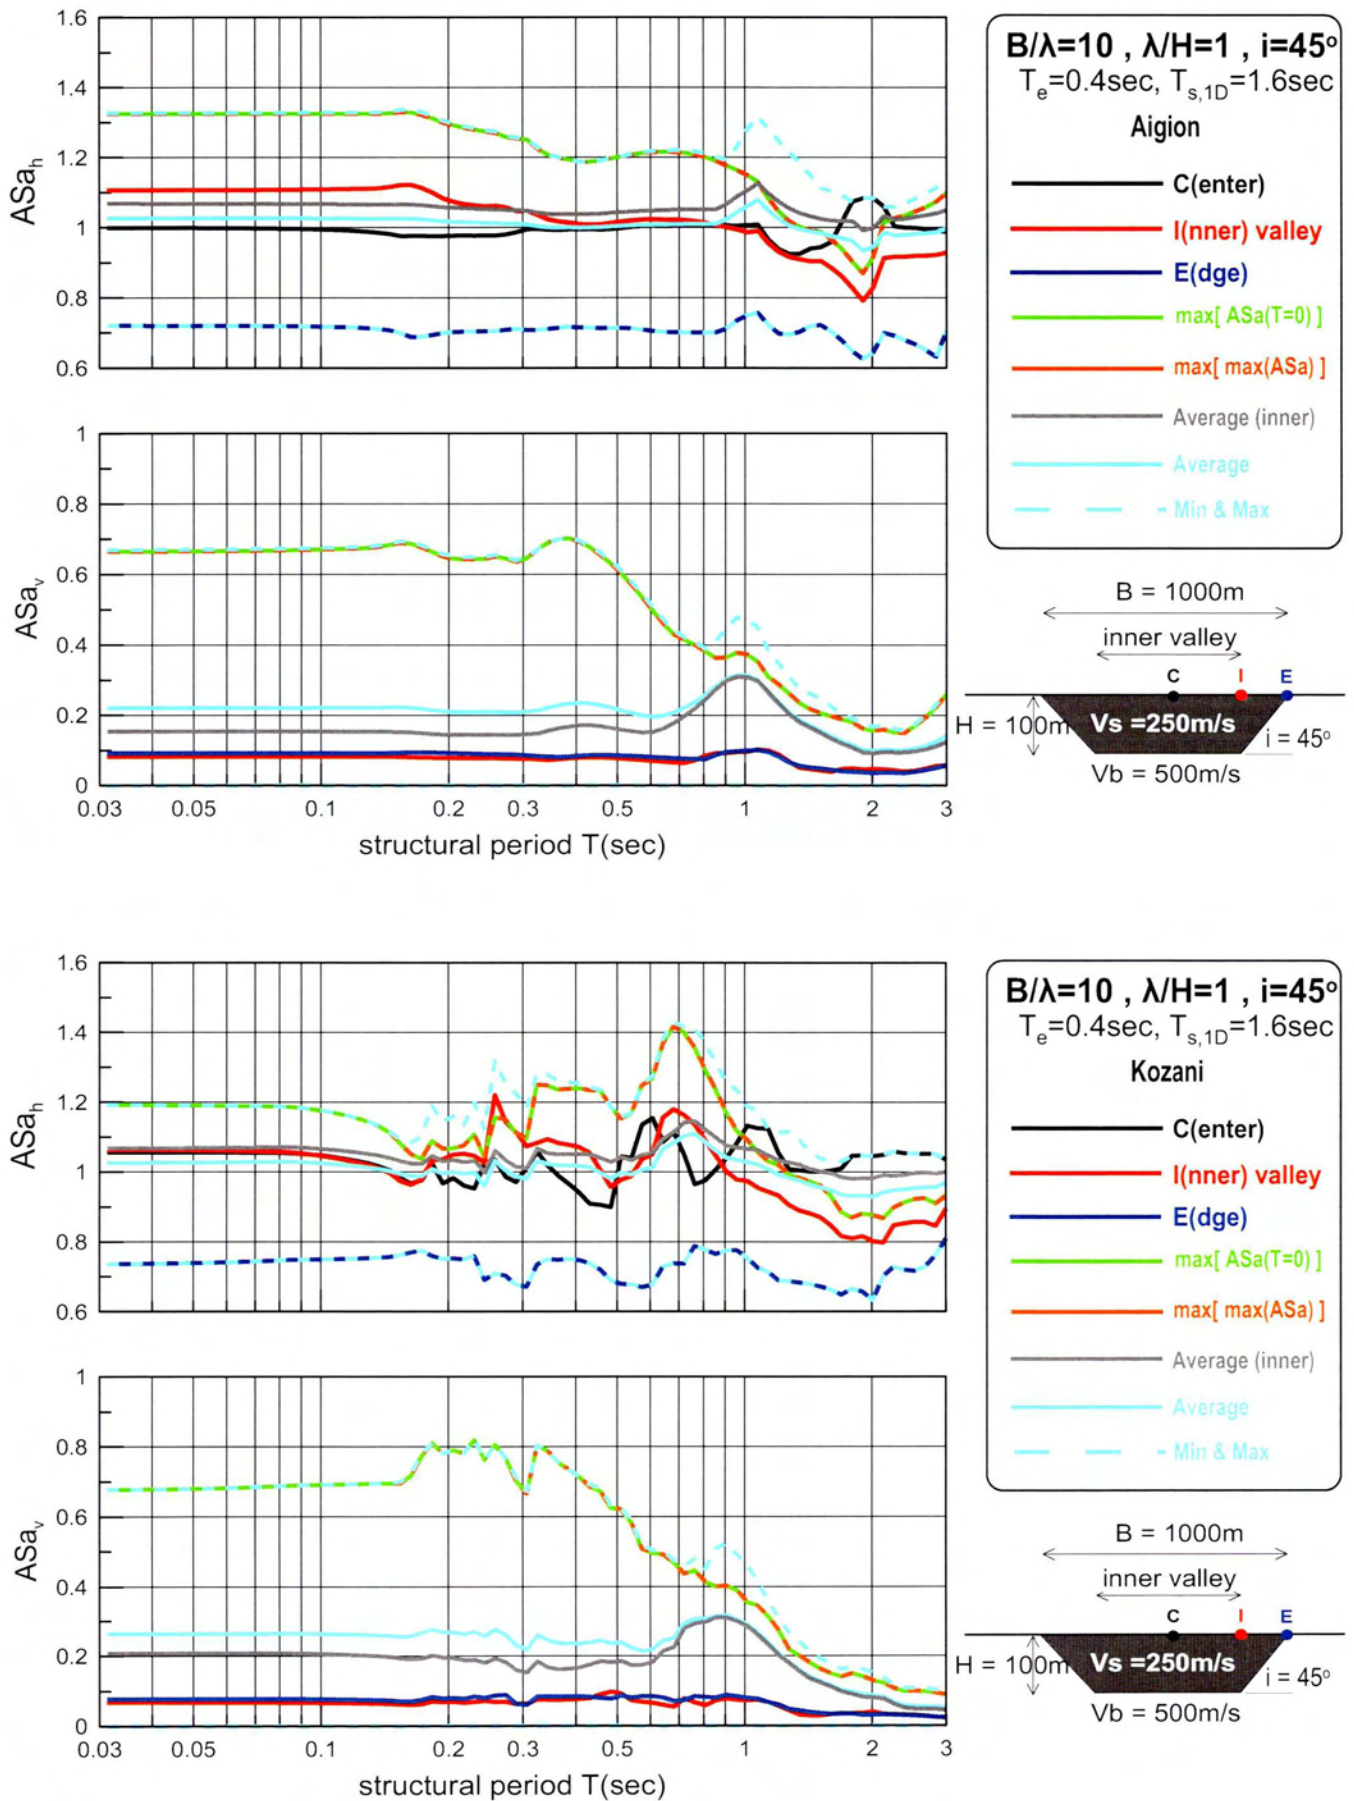 1.6
1.4
1.2
1
0.8
0.6
ASa_h
1
0.8
0.6
0.4
0.2
0
ASa_v
0.03 0.05 0.1 0.2 0.3 0.5 1 2 3
structural period T(sec)
B/λ=10 , λ/H=1 , i=45°
T_e=0.4sec, T_s,1D=1.6sec
Aigion
C(enter)
I(nner) valley
E(dge)
max[ ASa(T=0) ]
max[ max(ASa) ]
Average (inner)
Average
Min & Max
B = 1000m
inner valley
C I E
H = 100m Vs =250m/s i = 45°
Vb = 500m/s
1.6
1.4
1.2
1
0.8
0.6
ASa_h
1
0.8
0.6
0.4
0.2
0
ASa_v
0.03 0.05 0.1 0.2 0.3 0.5 1 2 3
structural period T(sec)
B/λ=10 , λ/H=1 , i=45°
T_e=0.4sec, T_s,1D=1.6sec
Kozani
C(enter)
I(nner) valley
E(dge)
max[ ASa(T=0) ]
max[ max(ASa) ]
Average (inner)
Average
Min & Max
B = 1000m
inner valley
C I E
H = 100m Vs =250m/s i = 45°
Vb = 500m/s